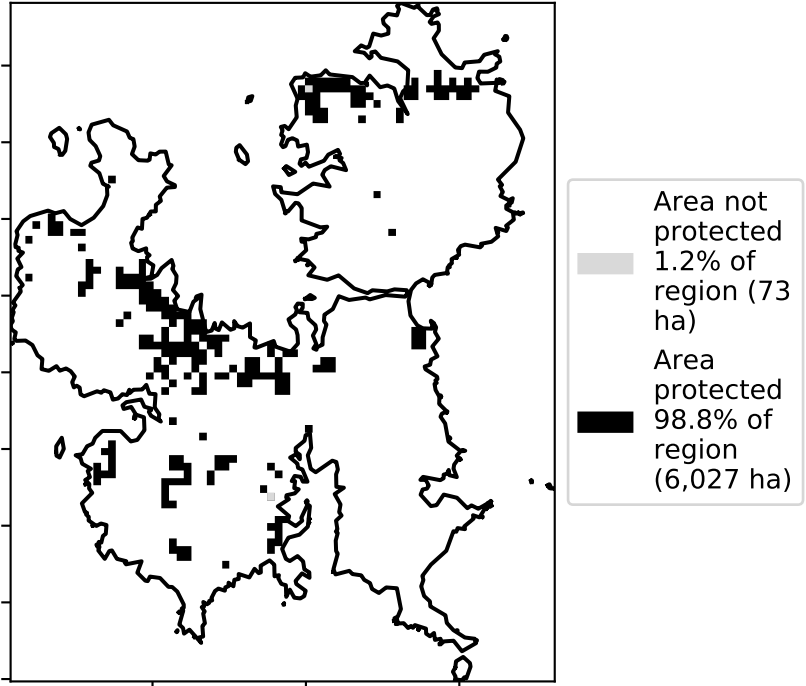 Area not
protected
1.2% of
region (73
ha)
Area
protected
98.8% of
region
(6,027 ha)